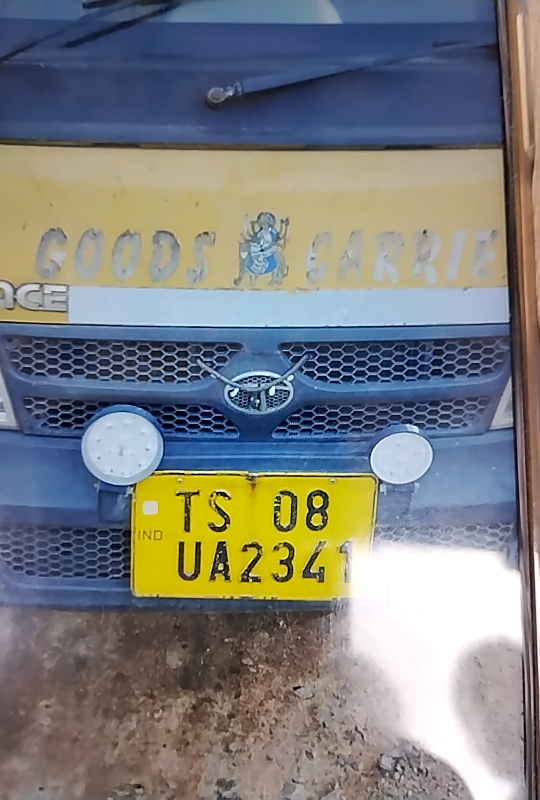 GOODS CARRIE
ACE
IND
TS 08
UA2341